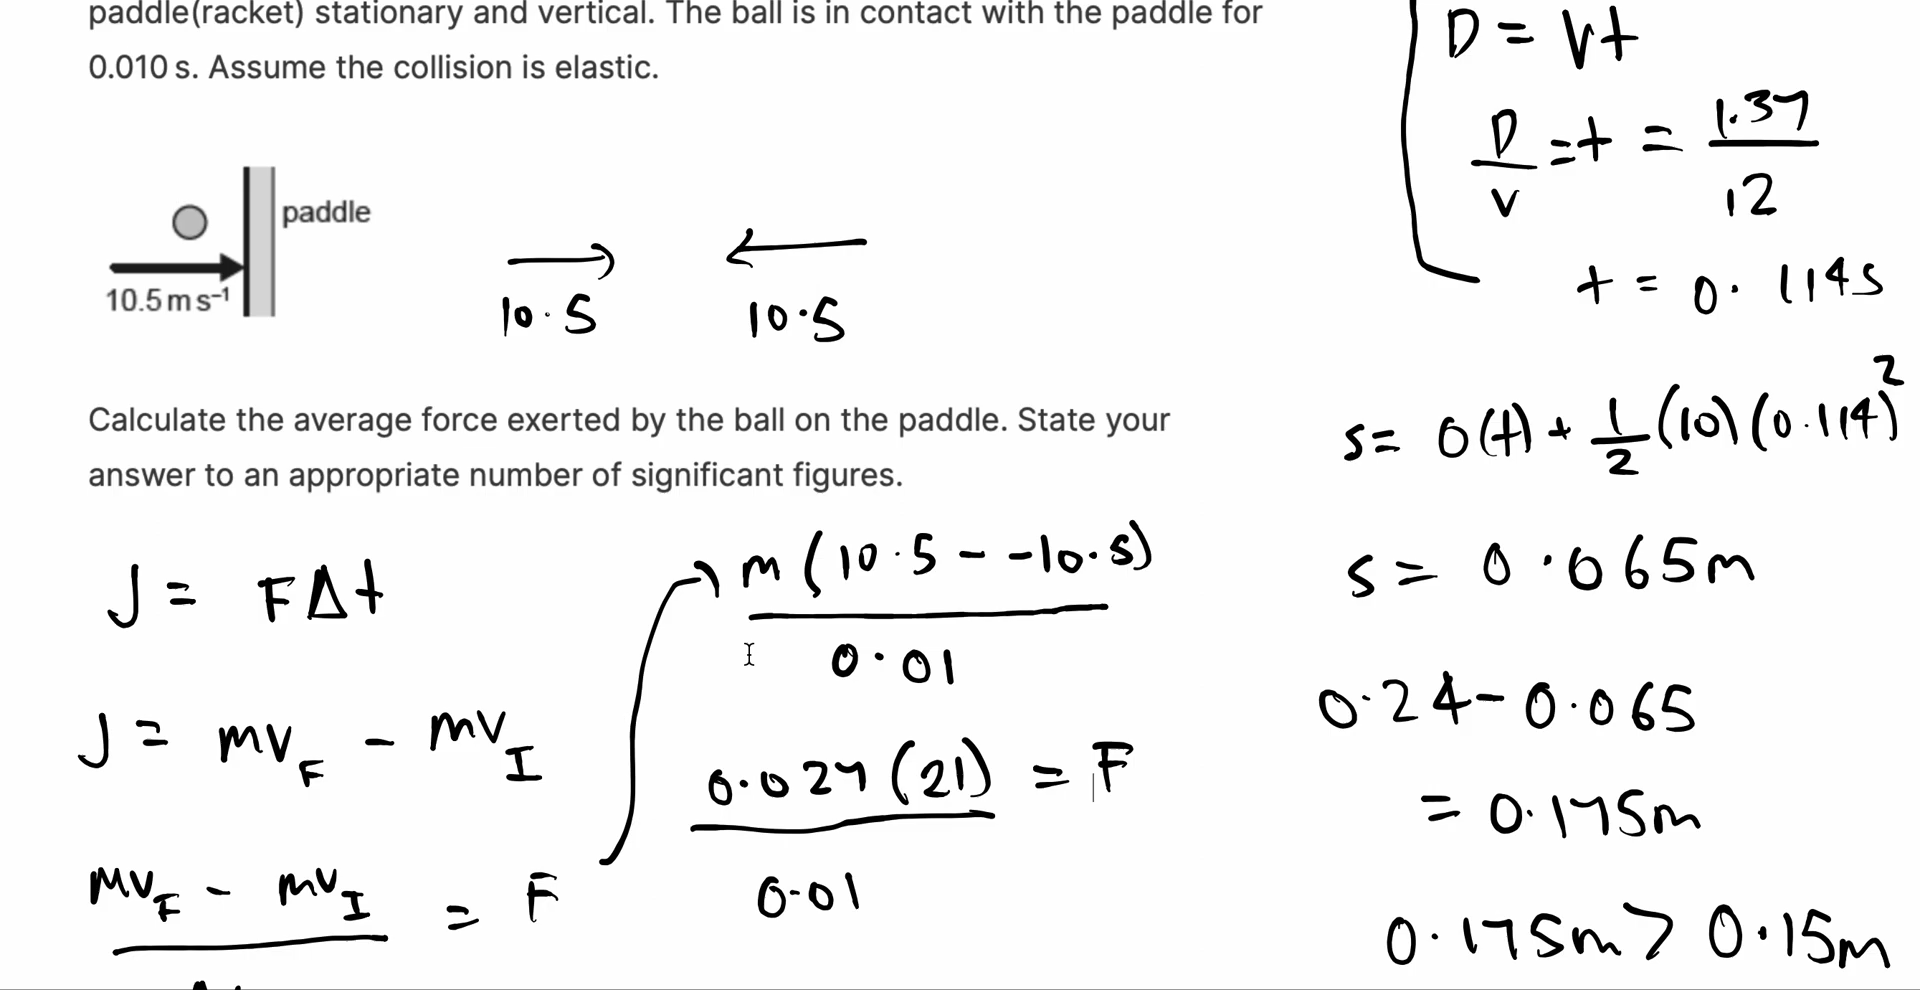 paddle(racket) stationary and vertical. The ball is in contact with the paddle for
0.010 s. Assume the collision is elastic.
paddle
10.5 m s⁻¹
10.5
10.5
Calculate the average force exerted by the ball on the paddle. State your
answer to an appropriate number of significant figures.
J = FΔt
J = mv_F - mv_I
mv_F - mv_I
= F
m (10.5 - -10.5)
0.01
0.027 (21) = F
0.01
D = Vt
D/V = t = 1.37/12
t = 0.114s
s = 0(t) + 1/2 (10) (0.114)²
s = 0.065m
0.24 - 0.065
= 0.175m
0.175m > 0.15m